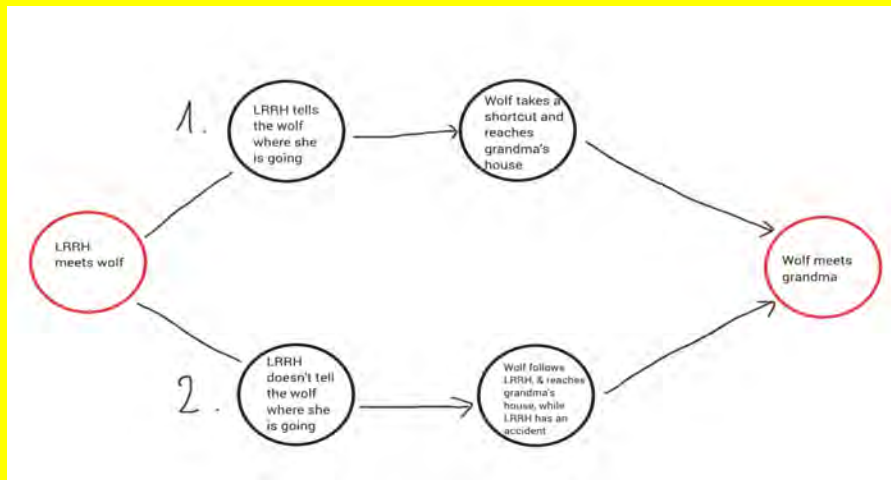 1.
LRRH tells
the wolf
where she
is going
Wolf takes a
shortcut and
reaches
grandma's
house
LRRH
meets wolf
Wolf meets
grandma
2.
LRRH
doesn't tell
the wolf
where she
is going
Wolf follows
LRRH, & reaches
grandma's
house, while
LRRH has an
accident